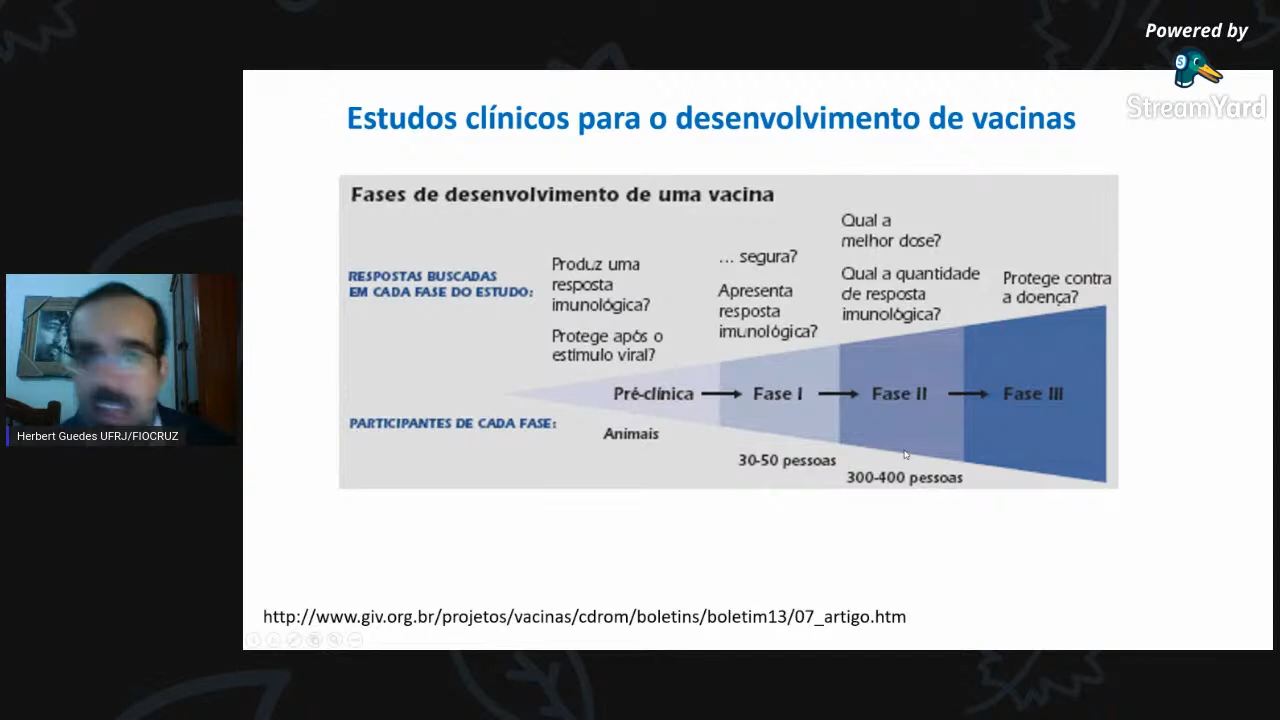 Powered by
StreamYard
Estudos clínicos para o desenvolvimento de vacinas
Fases de desenvolvimento de uma vacina
RESPOSTAS BUSCADAS
EM CADA FASE DO ESTUDO:
Produz uma
resposta
imunológica?
Protege após o
estímulo viral?
... segura?
Apresenta
resposta
imunológica?
Qual a
melhor dose?
Qual a quantidade
de resposta
imunológica?
Protege contra
a doença?
Pré-clínica
Fase I
Fase II
Fase III
PARTICIPANTES DE CADA FASE:
Animais
30-50 pessoas
300-400 pessoas
Herbert Guedes UFRJ/FIOCRUZ
http://www.giv.org.br/projetos/vacinas/cdrom/boletins/boletim13/07_artigo.htm